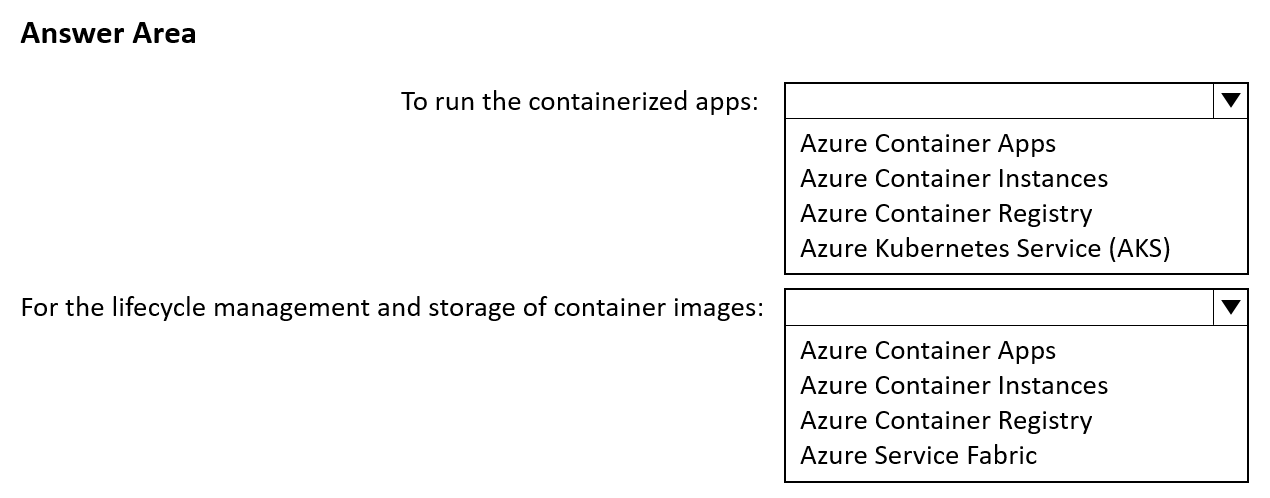 Answer Area
To run the containerized apps:
Azure Container Apps
Azure Container Instances
Azure Container Registry
Azure Kubernetes Service (AKS)
For the lifecycle management and storage of container images:
Azure Container Apps
Azure Container Instances
Azure Container Registry
Azure Service Fabric